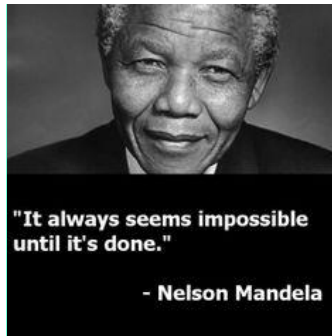 "It always seems impossible
until it's done."
- Nelson Mandela